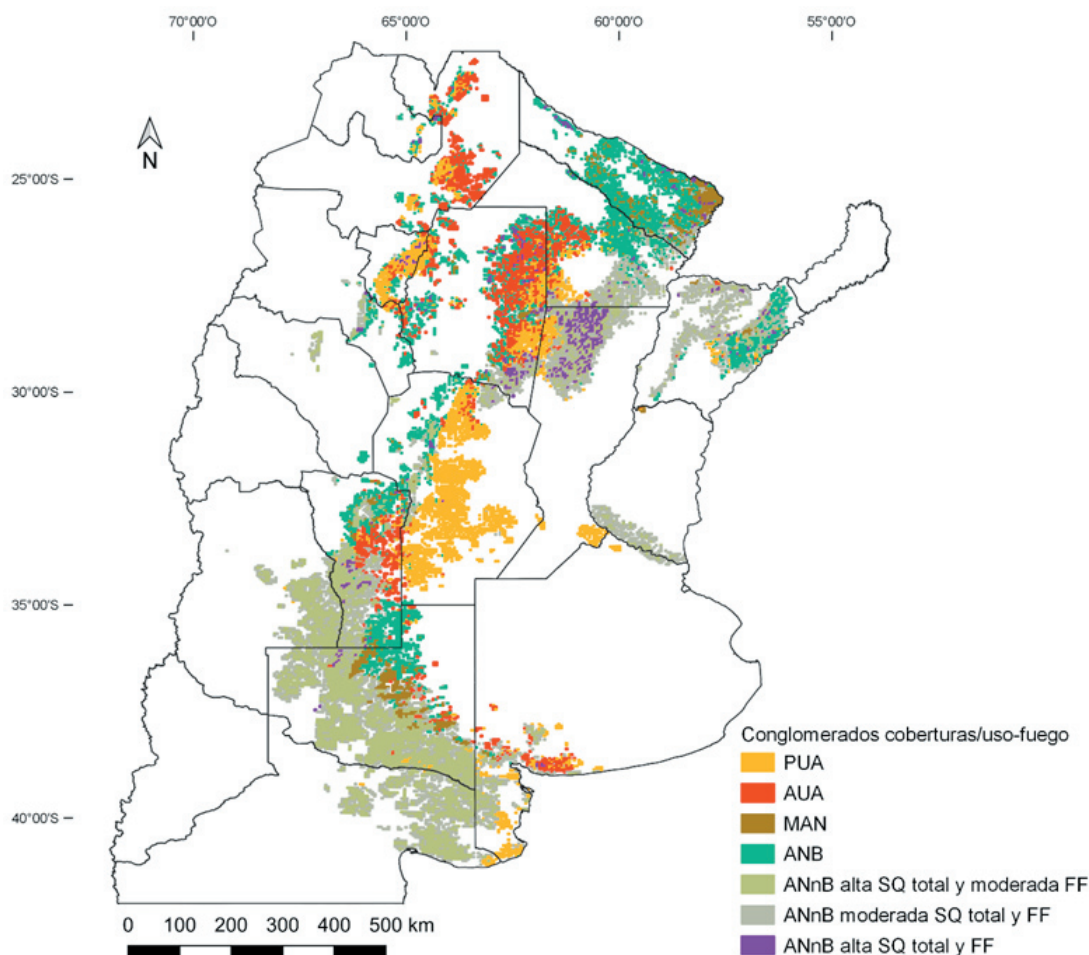 70°00'O 65°00'O 60°00'O 55°00'O
N
25°00'S
30°00'S
35°00'S
40°00'S
Conglomerados coberturas/uso-fuego
PUA
AUA
MAN
ANB
ANnB alta SQ total y moderada FF
ANnB moderada SQ total y FF
ANnB alta SQ total y FF
0 100 200 300 400 500 km